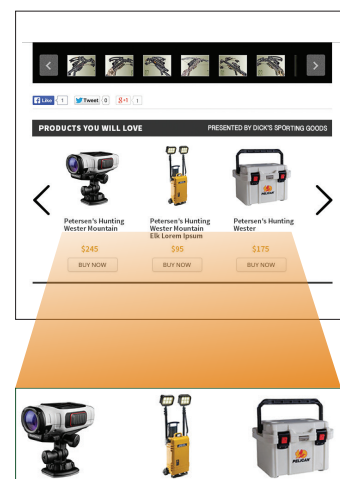 Like 1 Tweet 0 g+1 1
PRODUCTS YOU WILL LOVE PRESENTED BY DICK'S SPORTING GOODS
Petersen's Hunting
Wester Mountain
Petersen's Hunting
Wester Mountain
Elk Lorem Ipsum
Petersen's Hunting
Wester
$245 $95 $175
BUY NOW BUY NOW BUY NOW
PELICAN